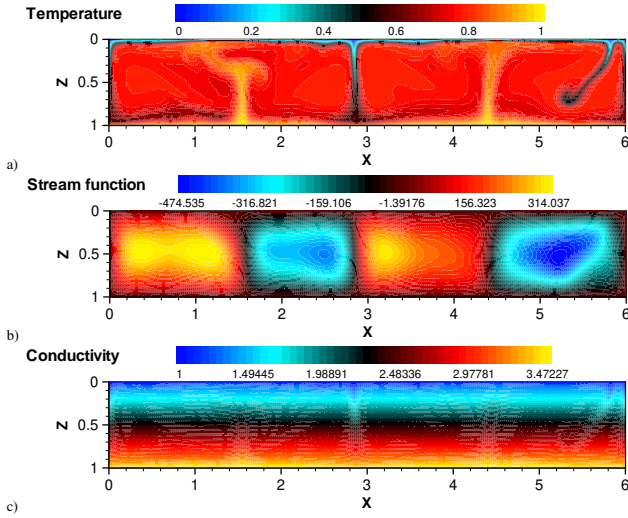 Temperature
0 0.2 0.4 0.6 0.8 1
0
0.5
1
Z
0 1 2 3 4 5 6
X
a)
Stream function
-474.535 -316.821 -159.106 -1.39176 156.323 314.037
0
0.5
1
Z
0 1 2 3 4 5 6
X
b)
Conductivity
1 1.49445 1.98891 2.48336 2.97781 3.47227
0
0.5
1
Z
0 1 2 3 4 5 6
X
c)